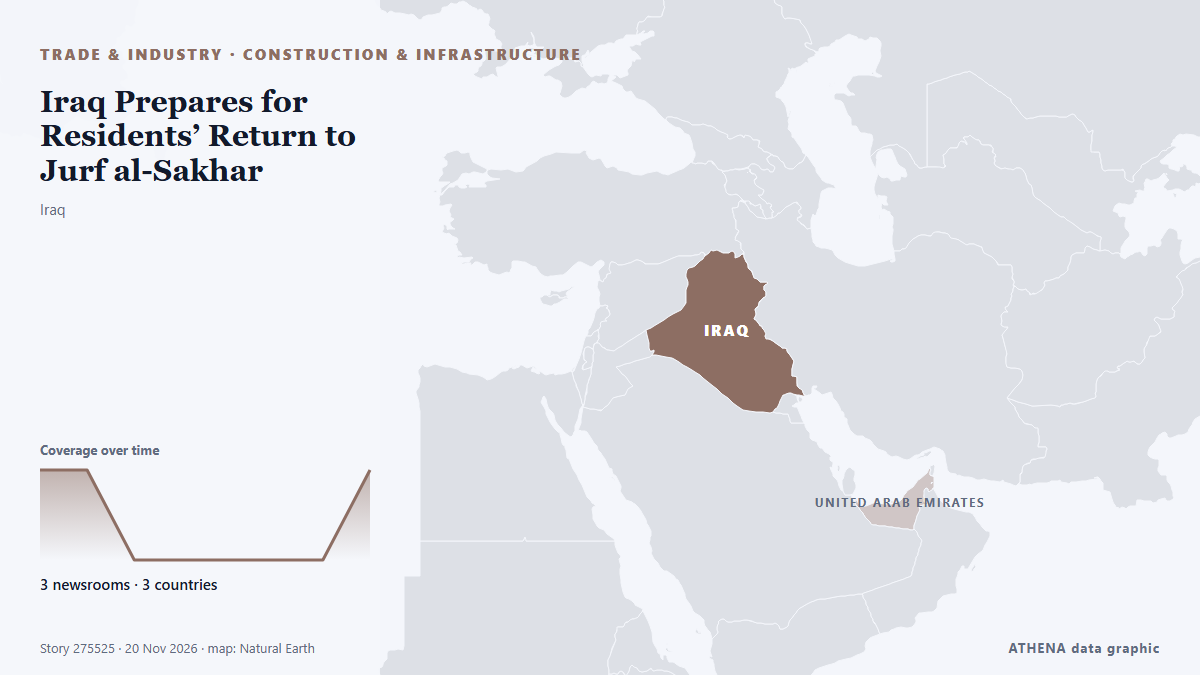 TRADE & INDUSTRY · CONSTRUCTION & INFRASTRUCTURE
Iraq Prepares for
Residents’ Return to
Jurf al-Sakhar
Iraq
IRAQ
UNITED ARAB EMIRATES
Coverage over time
3 newsrooms · 3 countries
Story 275525 · 20 Nov 2026 · map: Natural Earth
ATHENA data graphic